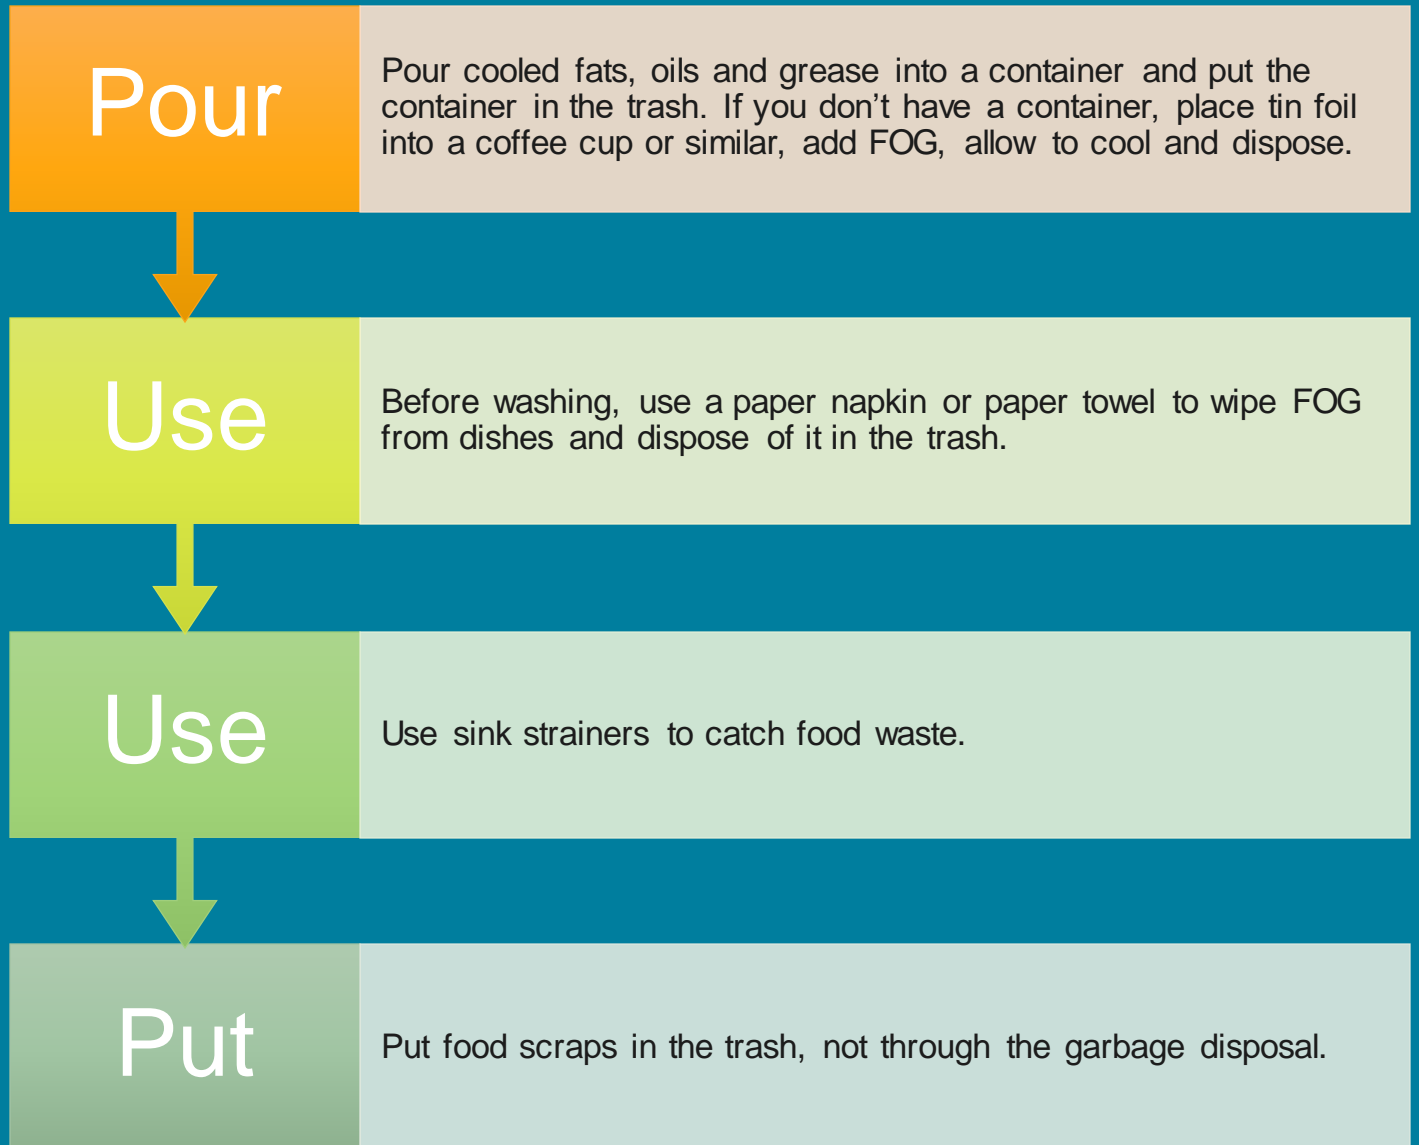 Pour
Pour cooled fats, oils and grease into a container and put the
container in the trash. If you don’t have a container, place tin foil
into a coffee cup or similar, add FOG, allow to cool and dispose.
Use
Before washing, use a paper napkin or paper towel to wipe FOG
from dishes and dispose of it in the trash.
Use
Use sink strainers to catch food waste.
Put
Put food scraps in the trash, not through the garbage disposal.